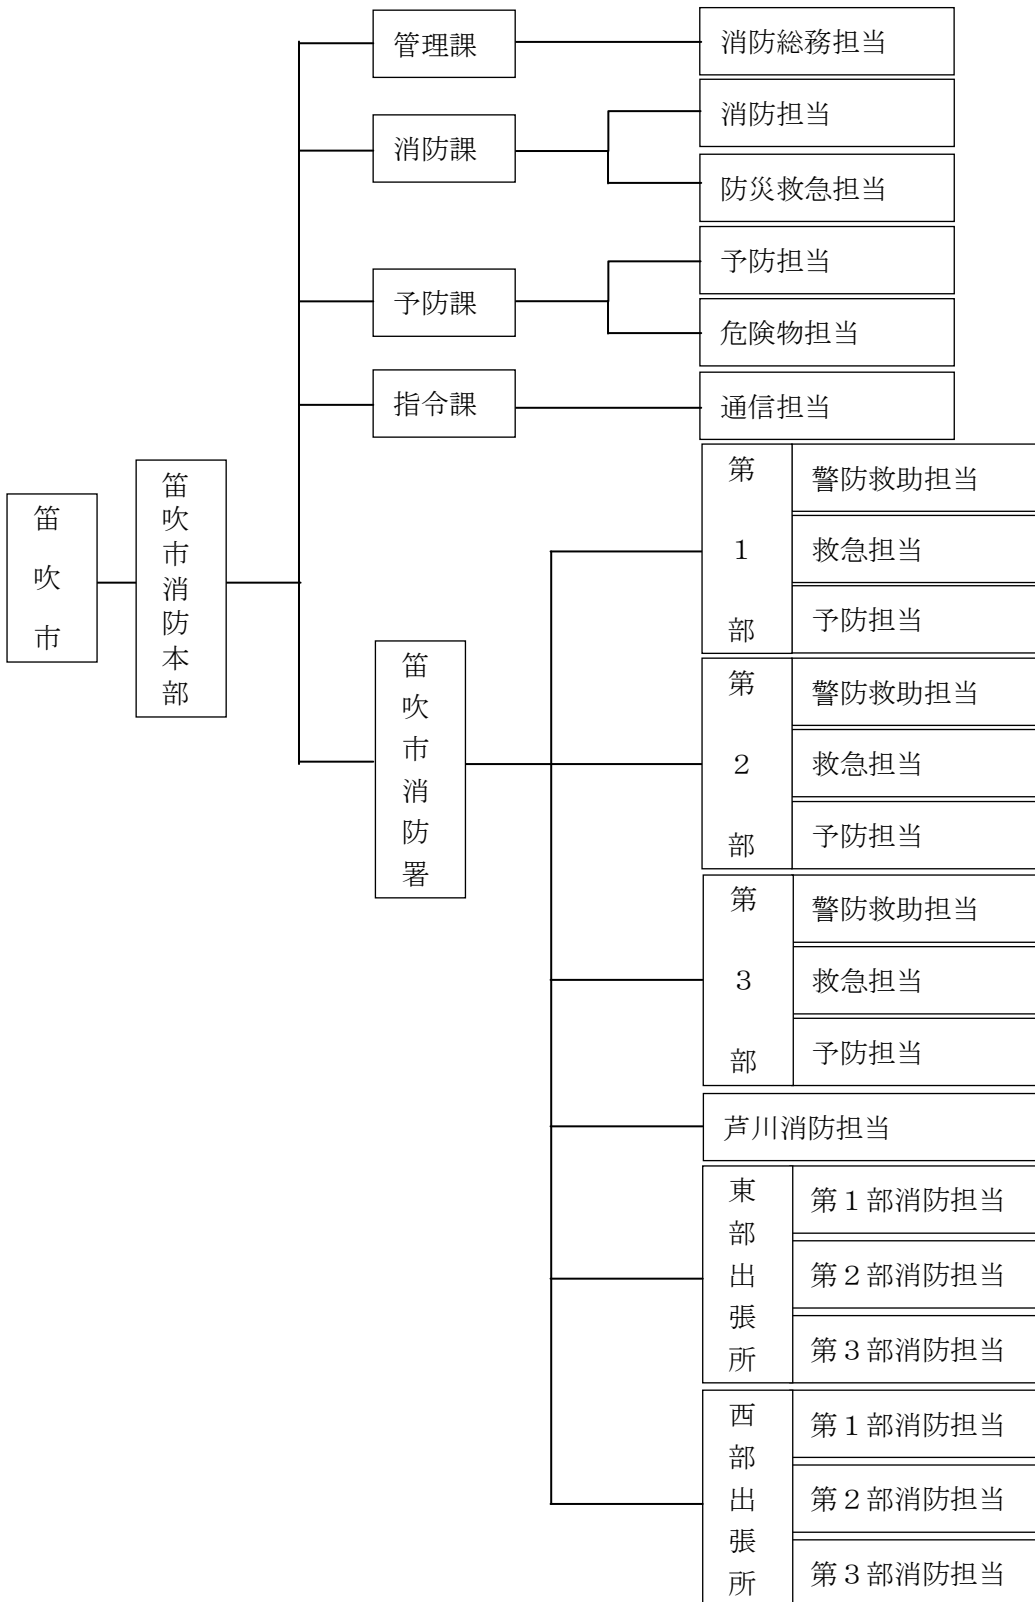 笛吹市
笛吹市消防本部
管理課
消防総務担当
消防課
消防担当
防災救急担当
予防課
予防担当
危険物担当
指令課
通信担当
笛吹市消防署
第１部
警防救助担当
救急担当
予防担当
第２部
警防救助担当
救急担当
予防担当
第３部
警防救助担当
救急担当
予防担当
芦川消防担当
東部出張所
第１部消防担当
第２部消防担当
第３部消防担当
西部出張所
第１部消防担当
第２部消防担当
第３部消防担当